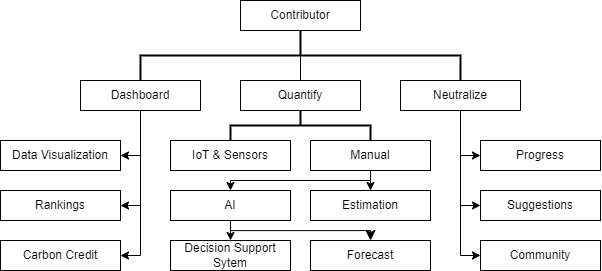 Contributor
Dashboard
Quantify
Neutralize
Data Visualization
IoT & Sensors
Manual
Progress
Rankings
AI
Estimation
Suggestions
Carbon Credit
Decision Support
Sytem
Forecast
Community